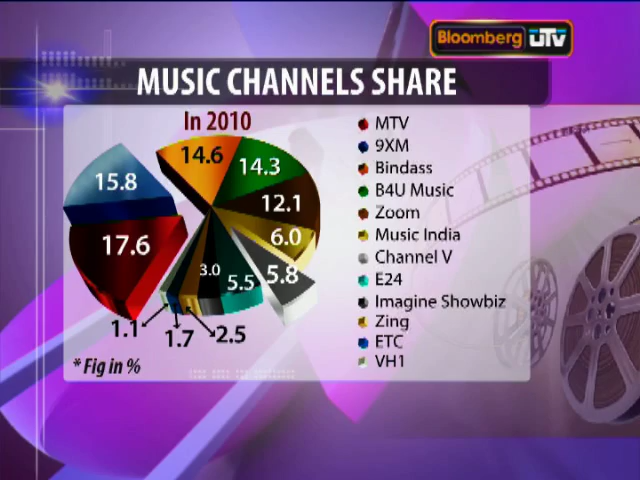 Bloomberg UTV
MUSIC CHANNELS SHARE
In 2010
14.6
14.3
15.8
12.1
17.6
6.0
3.0
5.5
5.8
1.1
1.7
2.5
* Fig in %
MTV
9XM
Bindass
B4U Music
Zoom
Music India
Channel V
E24
Imagine Showbiz
Zing
ETC
VH1